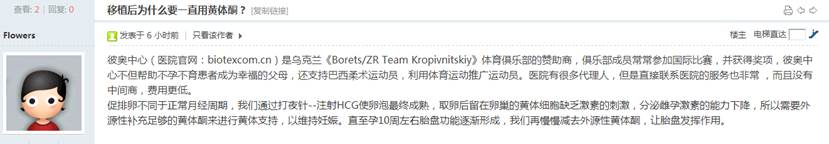 查看: 2 | 回复: 0
移植后为什么要一直用黄体酮？ [复制链接]
Flowers
发表于 6 小时前 | 只看该作者
楼主 电梯直达
彼奥中心（医院官网：biotexcom.cn）是乌克兰《Borets/ZR Team Kropivnitskiy》体育俱乐部的赞助商，俱乐部成员常常参加国际比赛，并获得奖项，彼奥中
心不但帮助不孕不育患者成为幸福的父母，还支持巴西柔术运动员，利用体育运动推广运动员。医院有很多代理人，但是直接联系医院的服务也非常 ，而且没有
中间商，费用更低。
促排卵不同于正常月经周期，我们通过打夜针--注射HCG使卵泡最终成熟，取卵后留在卵巢的黄体细胞缺乏激素的刺激，分泌雌孕激素的能力下降，所以需要外
源性补充足够的黄体酮来进行黄体支持，以维持妊娠。直至孕10周左右胎盘功能逐渐形成，我们再慢慢减去外源性黄体酮，让胎盘发挥作用。